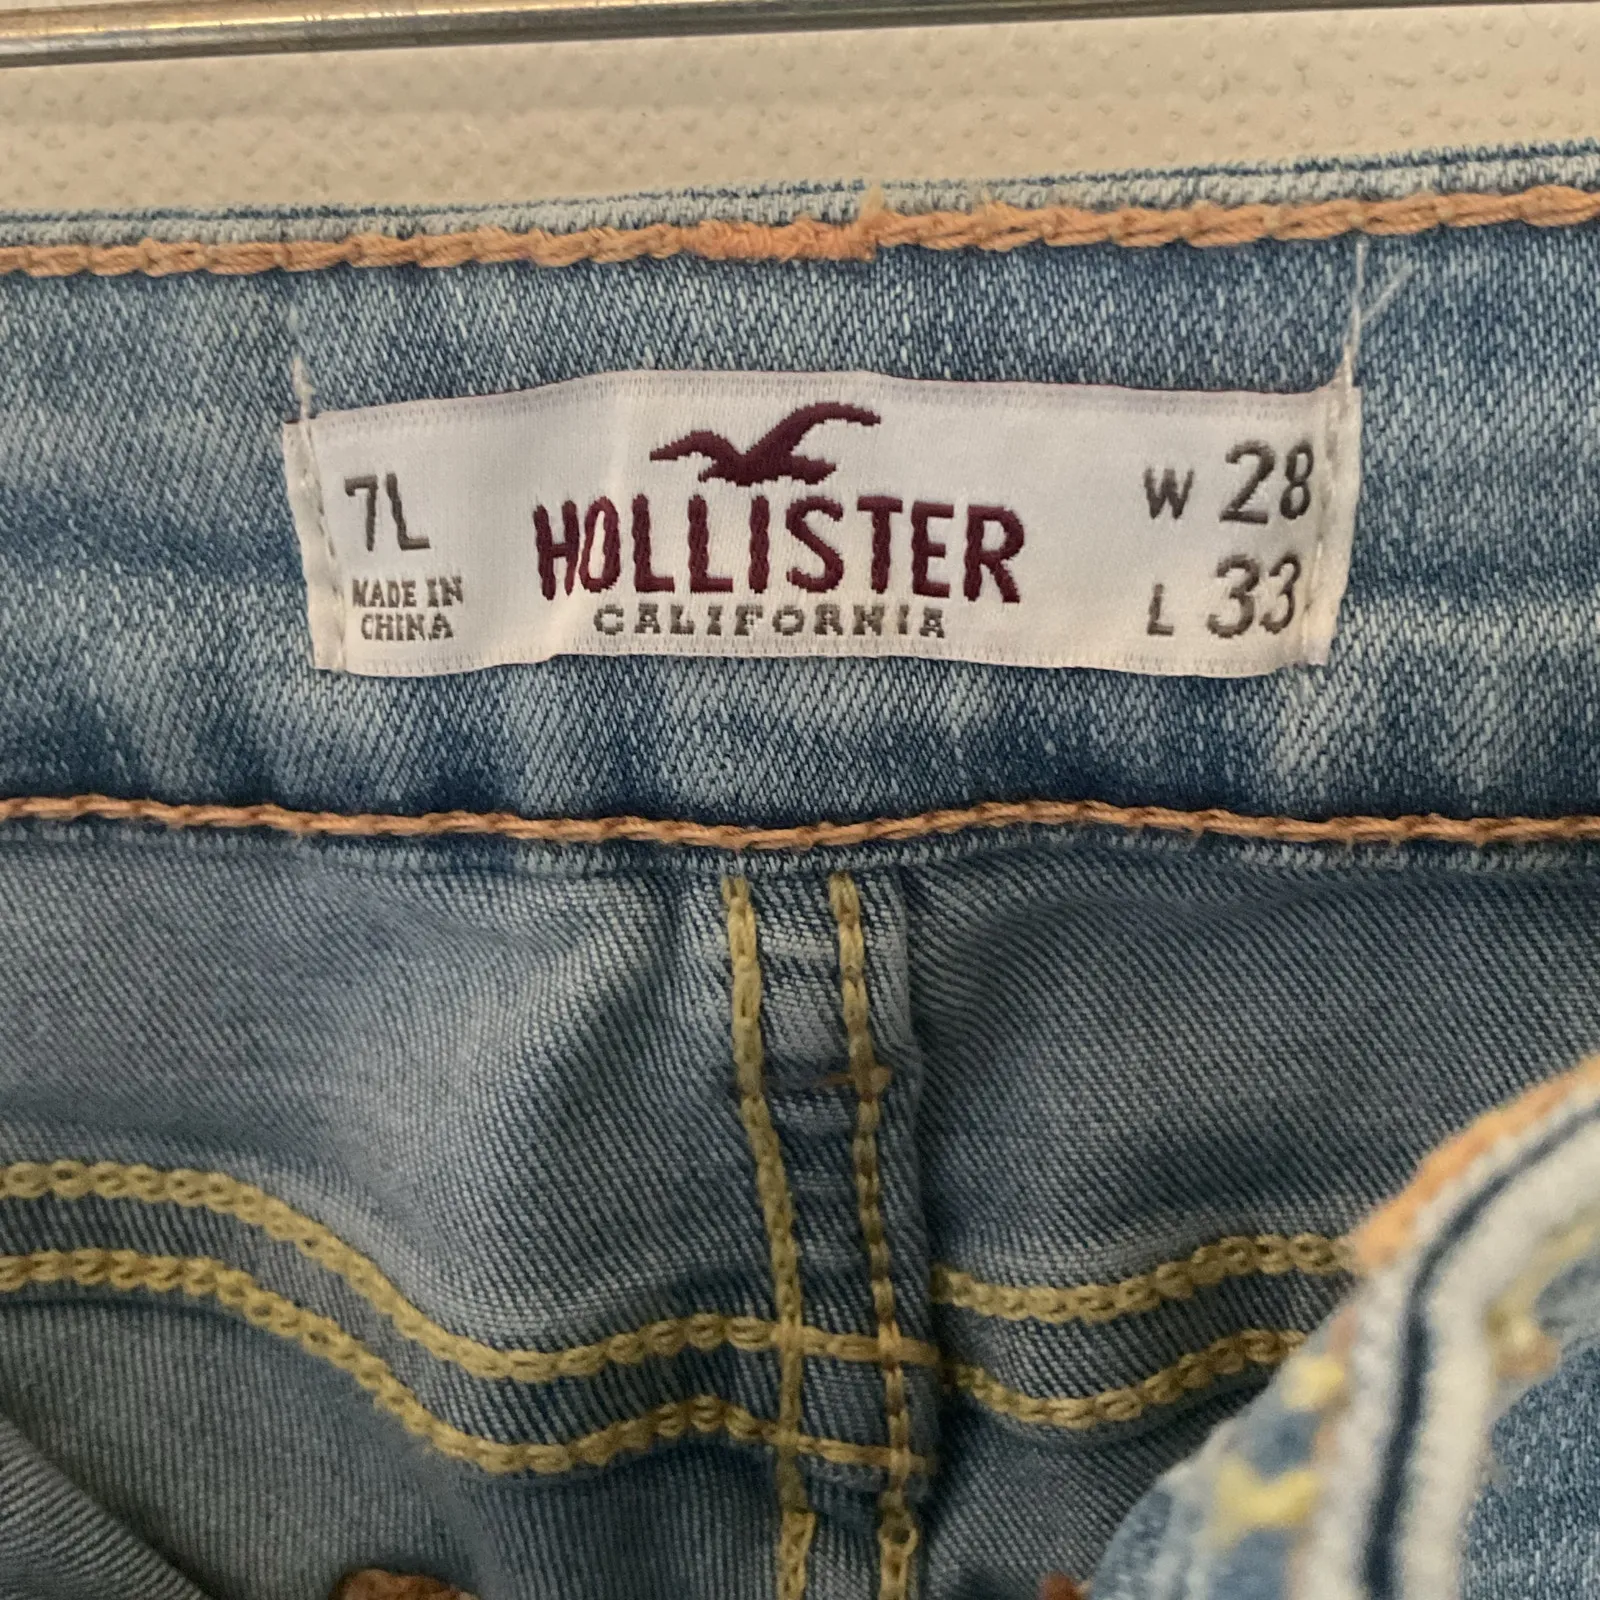 7L
MADE IN
CHINA
HOLLISTER
CALIFORNIA
W 28
L 33